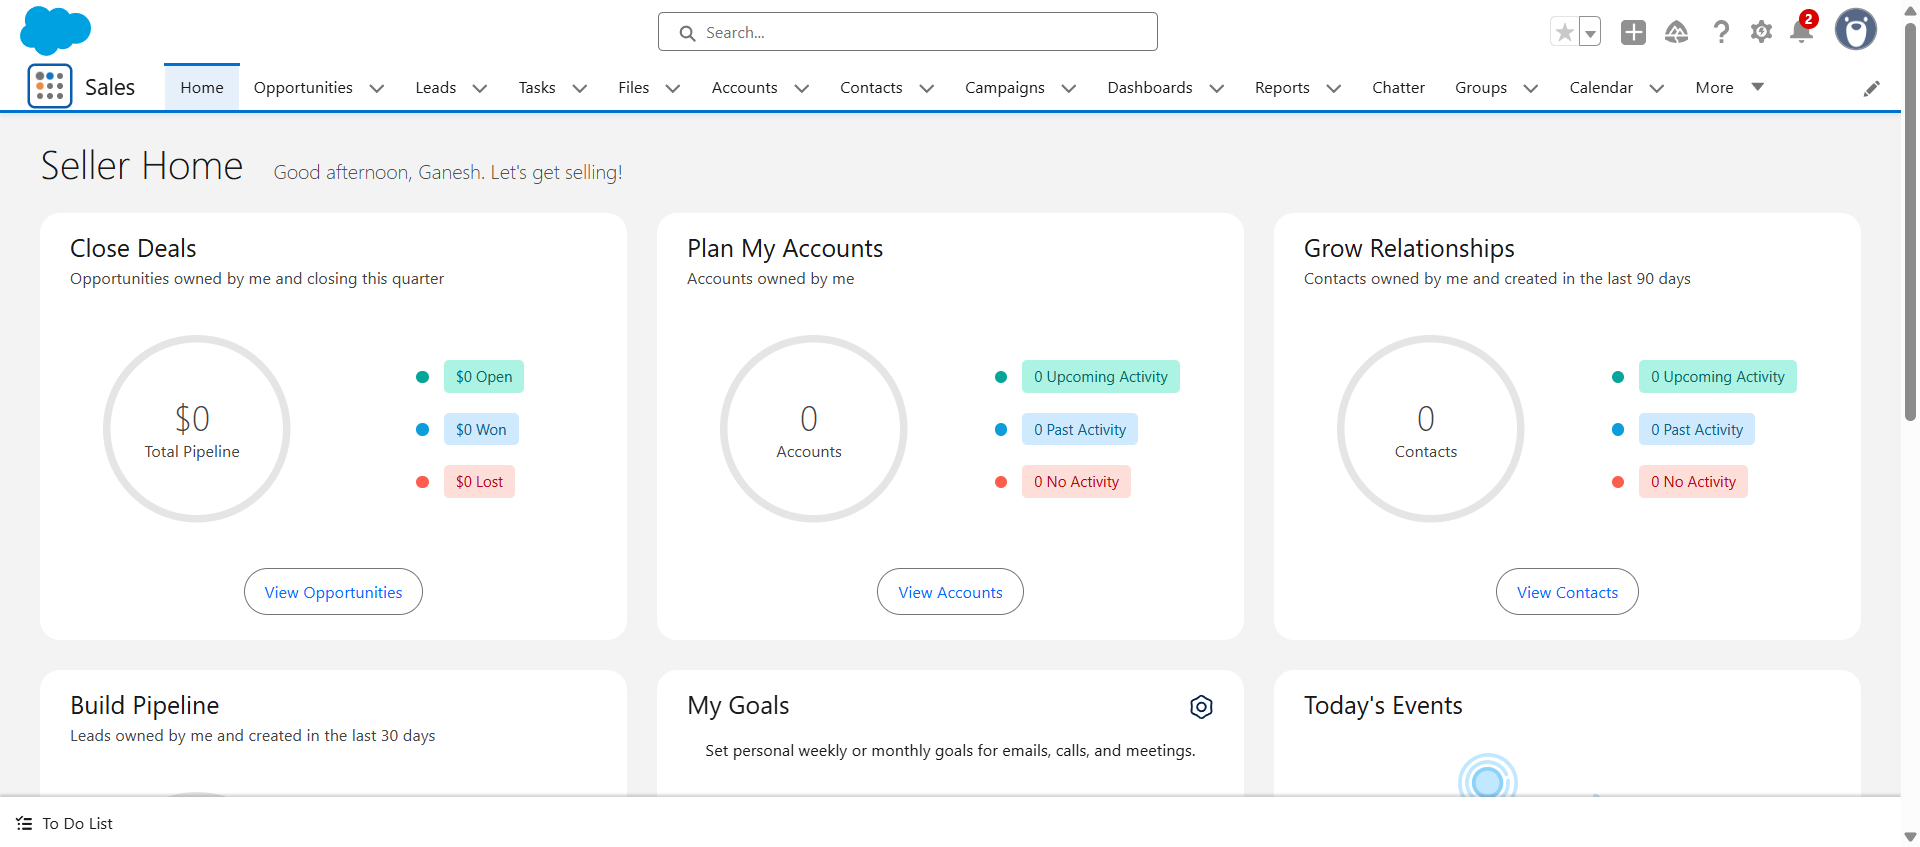 Search...
2
Sales
Home Opportunities Leads Tasks Files Accounts Contacts Campaigns Dashboards Reports Chatter Groups Calendar More
Seller Home Good afternoon, Ganesh. Let's get selling!
Close Deals
Opportunities owned by me and closing this quarter
$0
Total Pipeline
$0 Open
$0 Won
$0 Lost
View Opportunities
Plan My Accounts
Accounts owned by me
0
Accounts
0 Upcoming Activity
0 Past Activity
0 No Activity
View Accounts
Grow Relationships
Contacts owned by me and created in the last 90 days
0
Contacts
0 Upcoming Activity
0 Past Activity
0 No Activity
View Contacts
Build Pipeline
Leads owned by me and created in the last 30 days
My Goals
Set personal weekly or monthly goals for emails, calls, and meetings.
Today's Events
To Do List